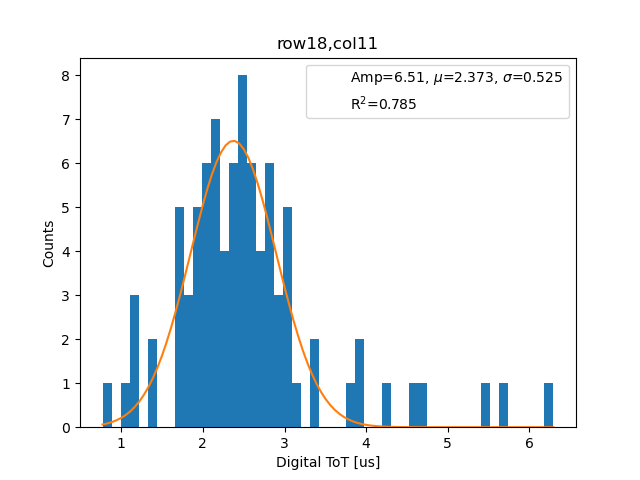 row18,col11
Amp=6.51, μ=2.373, σ=0.525
R²=0.785
Counts
8
7
6
5
4
3
2
1
0
1 2 3 4 5 6
Digital ToT [us]